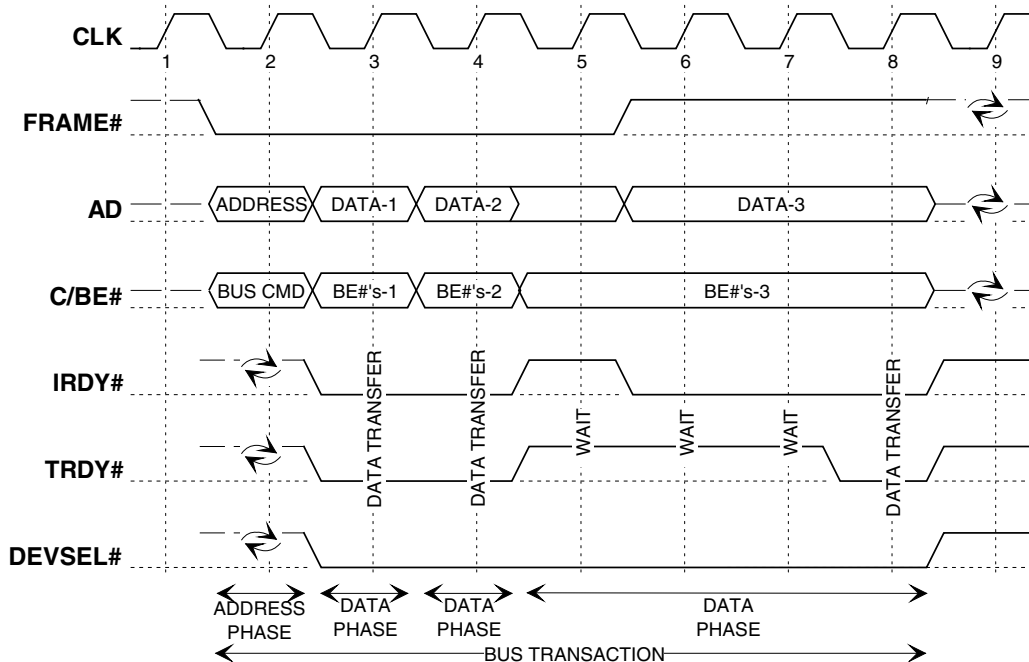 CLK
1 2 3 4 5 6 7 8 9
FRAME#
AD
ADDRESS DATA-1 DATA-2 DATA-3
C/BE#
BUS CMD BE#'s-1 BE#'s-2 BE#'s-3
IRDY#
DATA TRANSFER
DATA TRANSFER
WAIT
WAIT
WAIT
DATA TRANSFER
TRDY#
DEVSEL#
ADDRESS DATA DATA DATA
PHASE PHASE PHASE PHASE
BUS TRANSACTION